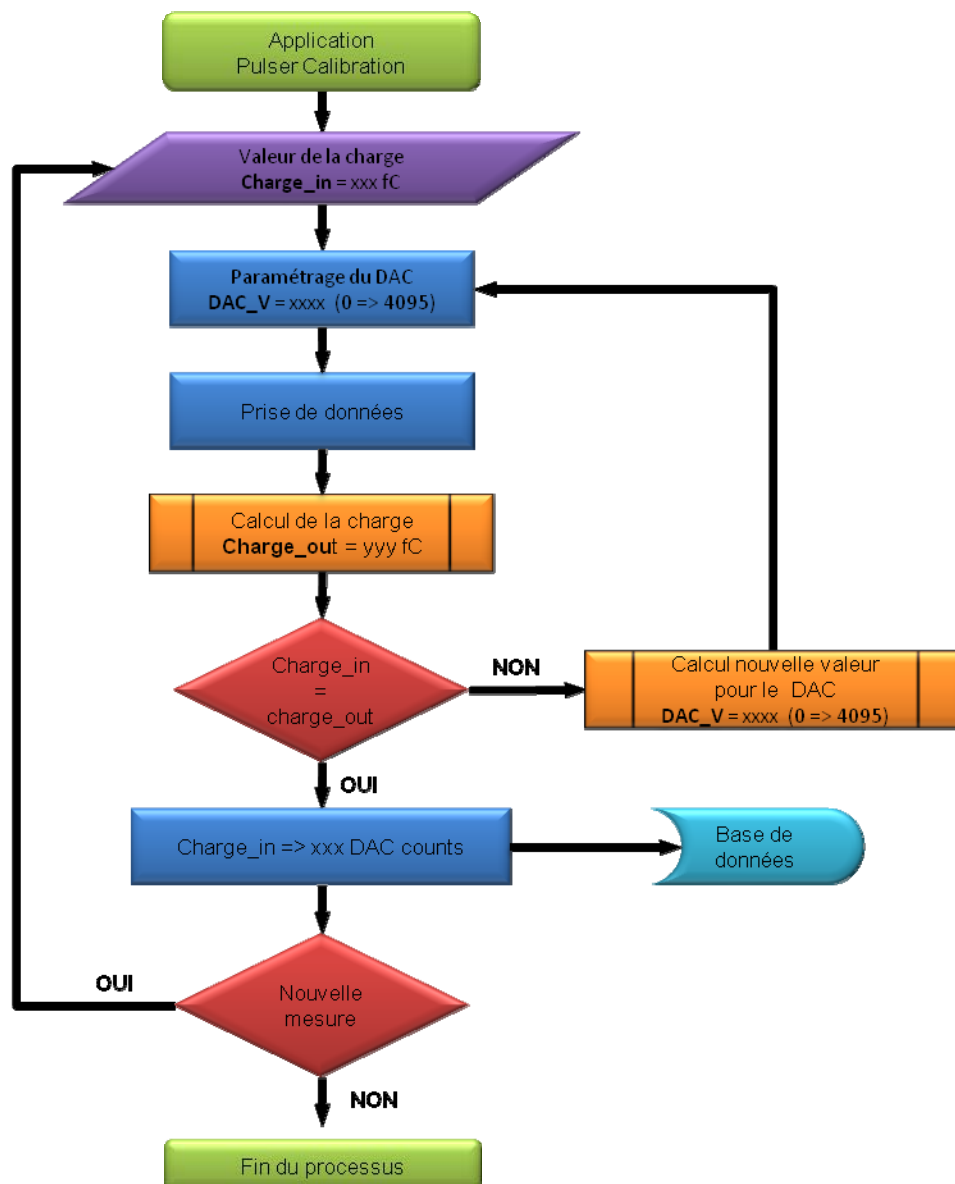 Application
Pulser Calibration
Valeur de la charge
Charge_in = xxx fC
Paramétrage du DAC
DAC_V = xxxx (0 => 4095)
Prise de données
Calcul de la charge
Charge_out = yyy fC
Charge_in
=
charge_out
NON
Calcul nouvelle valeur
pour le DAC
DAC_V = xxxx (0 => 4095)
OUI
Charge_in => xxx DAC counts
Base de
données
OUI
Nouvelle
mesure
NON
Fin du processus